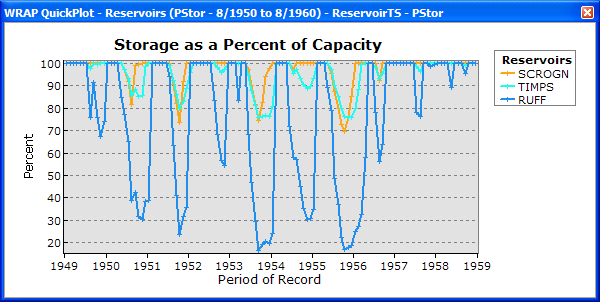 WRAP QuickPlot - Reservoirs (PStor - 8/1950 to 8/1960) - ReservoirTS - PStor
Storage as a Percent of Capacity
Reservoirs
SCROGN
TIMPS
RUFF
Percent
100
90
80
70
60
50
40
30
20
1949 1950 1951 1952 1953 1954 1955 1956 1957 1958 1959
Period of Record